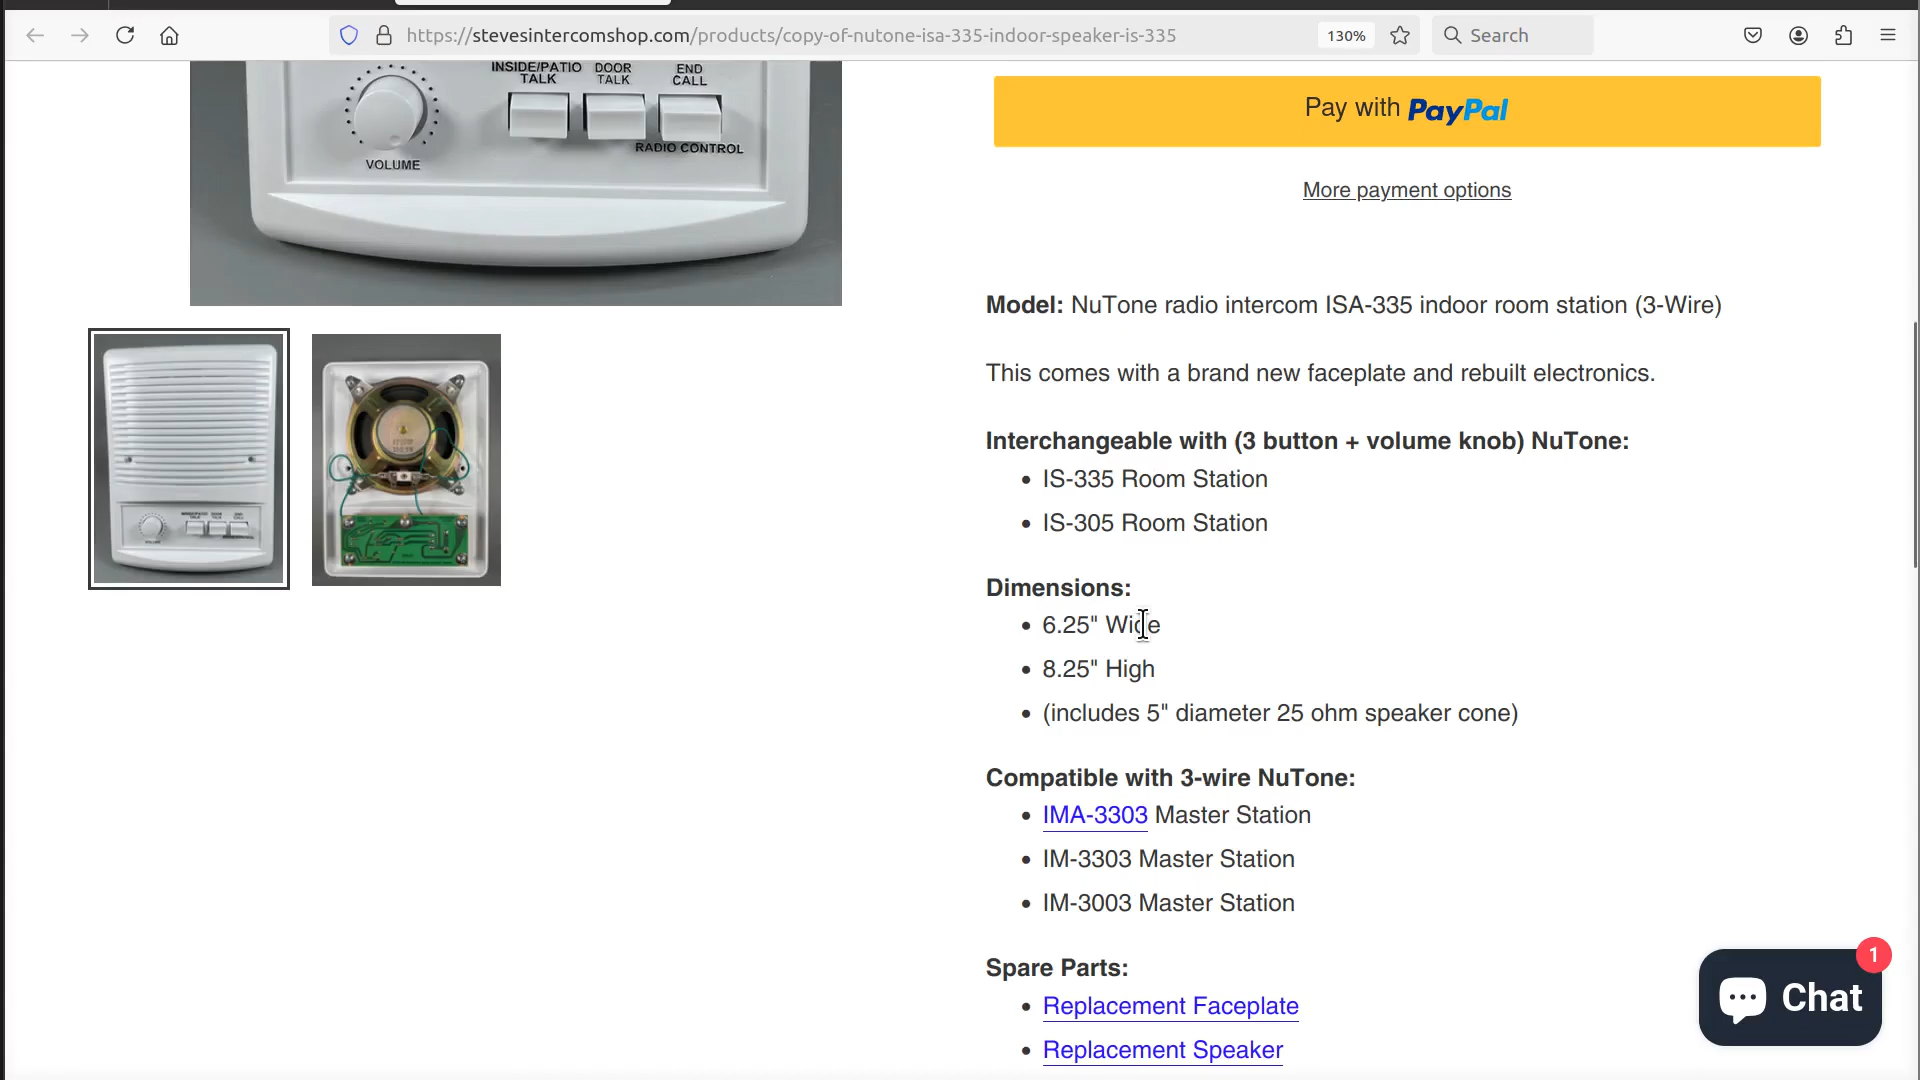 https://stevesintercomshop.com/products/copy-of-nutone-isa-335-indoor-speaker-is-335
130%
Search
INSIDE/PATIO TALK
DOOR TALK
END CALL
VOLUME
RADIO CONTROL
Pay with PayPal
More payment options
Model: NuTone radio intercom ISA-335 indoor room station (3-Wire)
This comes with a brand new faceplate and rebuilt electronics.
Interchangeable with (3 button + volume knob) NuTone:
IS-335 Room Station
IS-305 Room Station
Dimensions:
6.25" Wide
8.25" High
(includes 5" diameter 25 ohm speaker cone)
Compatible with 3-wire NuTone:
IMA-3303 Master Station
IM-3303 Master Station
IM-3003 Master Station
Spare Parts:
Replacement Faceplate
Replacement Speaker
1
Chat